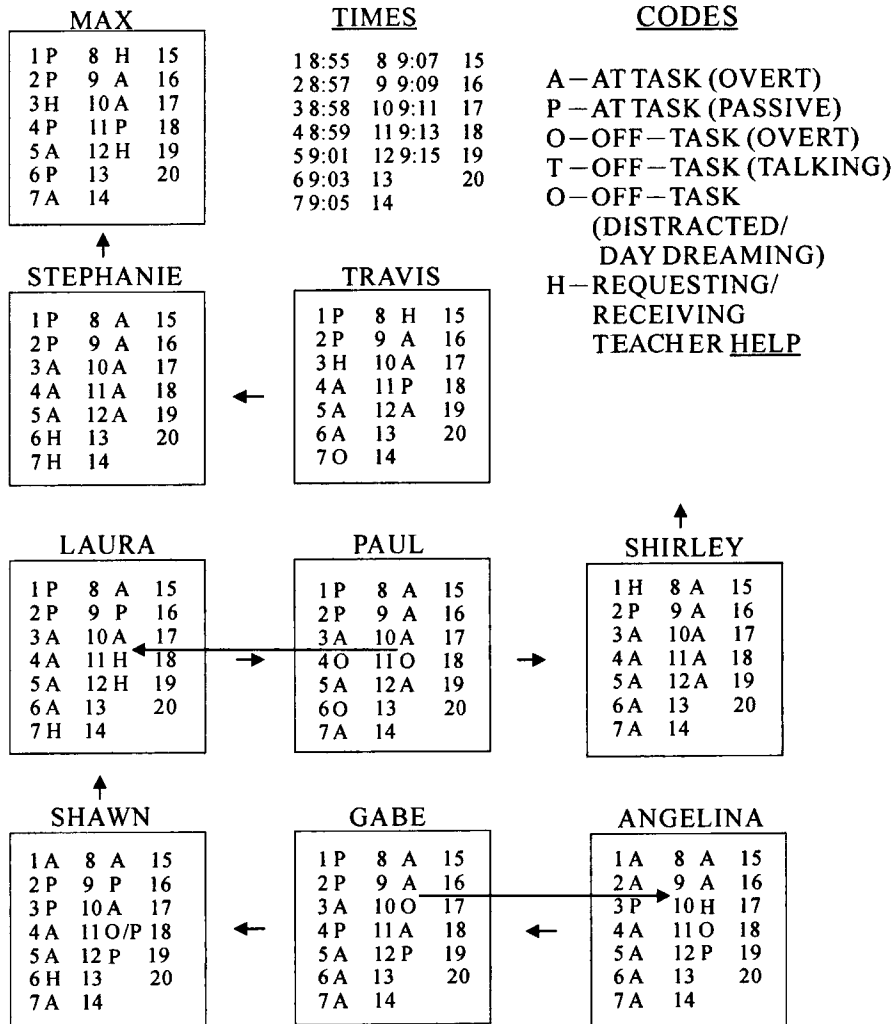 MAX
1 P 8 H 15
2 P 9 A 16
3 H 10 A 17
4 P 11 P 18
5 A 12 H 19
6 P 13 20
7 A 14
TIMES
1 8:55 8 9:07 15
2 8:57 9 9:09 16
3 8:58 10 9:11 17
4 8:59 11 9:13 18
5 9:01 12 9:15 19
6 9:03 13 20
7 9:05 14
CODES
A—AT TASK (OVERT)
P—AT TASK (PASSIVE)
O—OFF—TASK (OVERT)
T—OFF—TASK (TALKING)
O—OFF—TASK
(DISTRACTED/
DAY DREAMING)
H—REQUESTING/
RECEIVING
TEACHER HELP
STEPHANIE
1 P 8 A 15
2 P 9 A 16
3 A 10 A 17
4 A 11 A 18
5 A 12 A 19
6 H 13 20
7 H 14
TRAVIS
1 P 8 H 15
2 P 9 A 16
3 H 10 A 17
4 A 11 P 18
5 A 12 A 19
6 A 13 20
7 O 14
LAURA
1 P 8 A 15
2 P 9 P 16
3 A 10 A 17
4 A 11 H 18
5 A 12 H 19
6 A 13 20
7 H 14
PAUL
1 P 8 A 15
2 P 9 A 16
3 A 10 A 17
4 O 11 O 18
5 A 12 A 19
6 O 13 20
7 A 14
SHIRLEY
1 H 8 A 15
2 P 9 A 16
3 A 10 A 17
4 A 11 A 18
5 A 12 A 19
6 A 13 20
7 A 14
SHAWN
1 A 8 A 15
2 P 9 P 16
3 P 10 A 17
4 A 11 O/P 18
5 A 12 P 19
6 H 13 20
7 A 14
GABE
1 P 8 A 15
2 P 9 A 16
3 A 10 O 17
4 P 11 A 18
5 A 12 P 19
6 A 13 20
7 A 14
ANGELINA
1 A 8 A 15
2 A 9 A 16
3 P 10 H 17
4 A 11 O 18
5 A 12 P 19
6 A 13 20
7 A 14